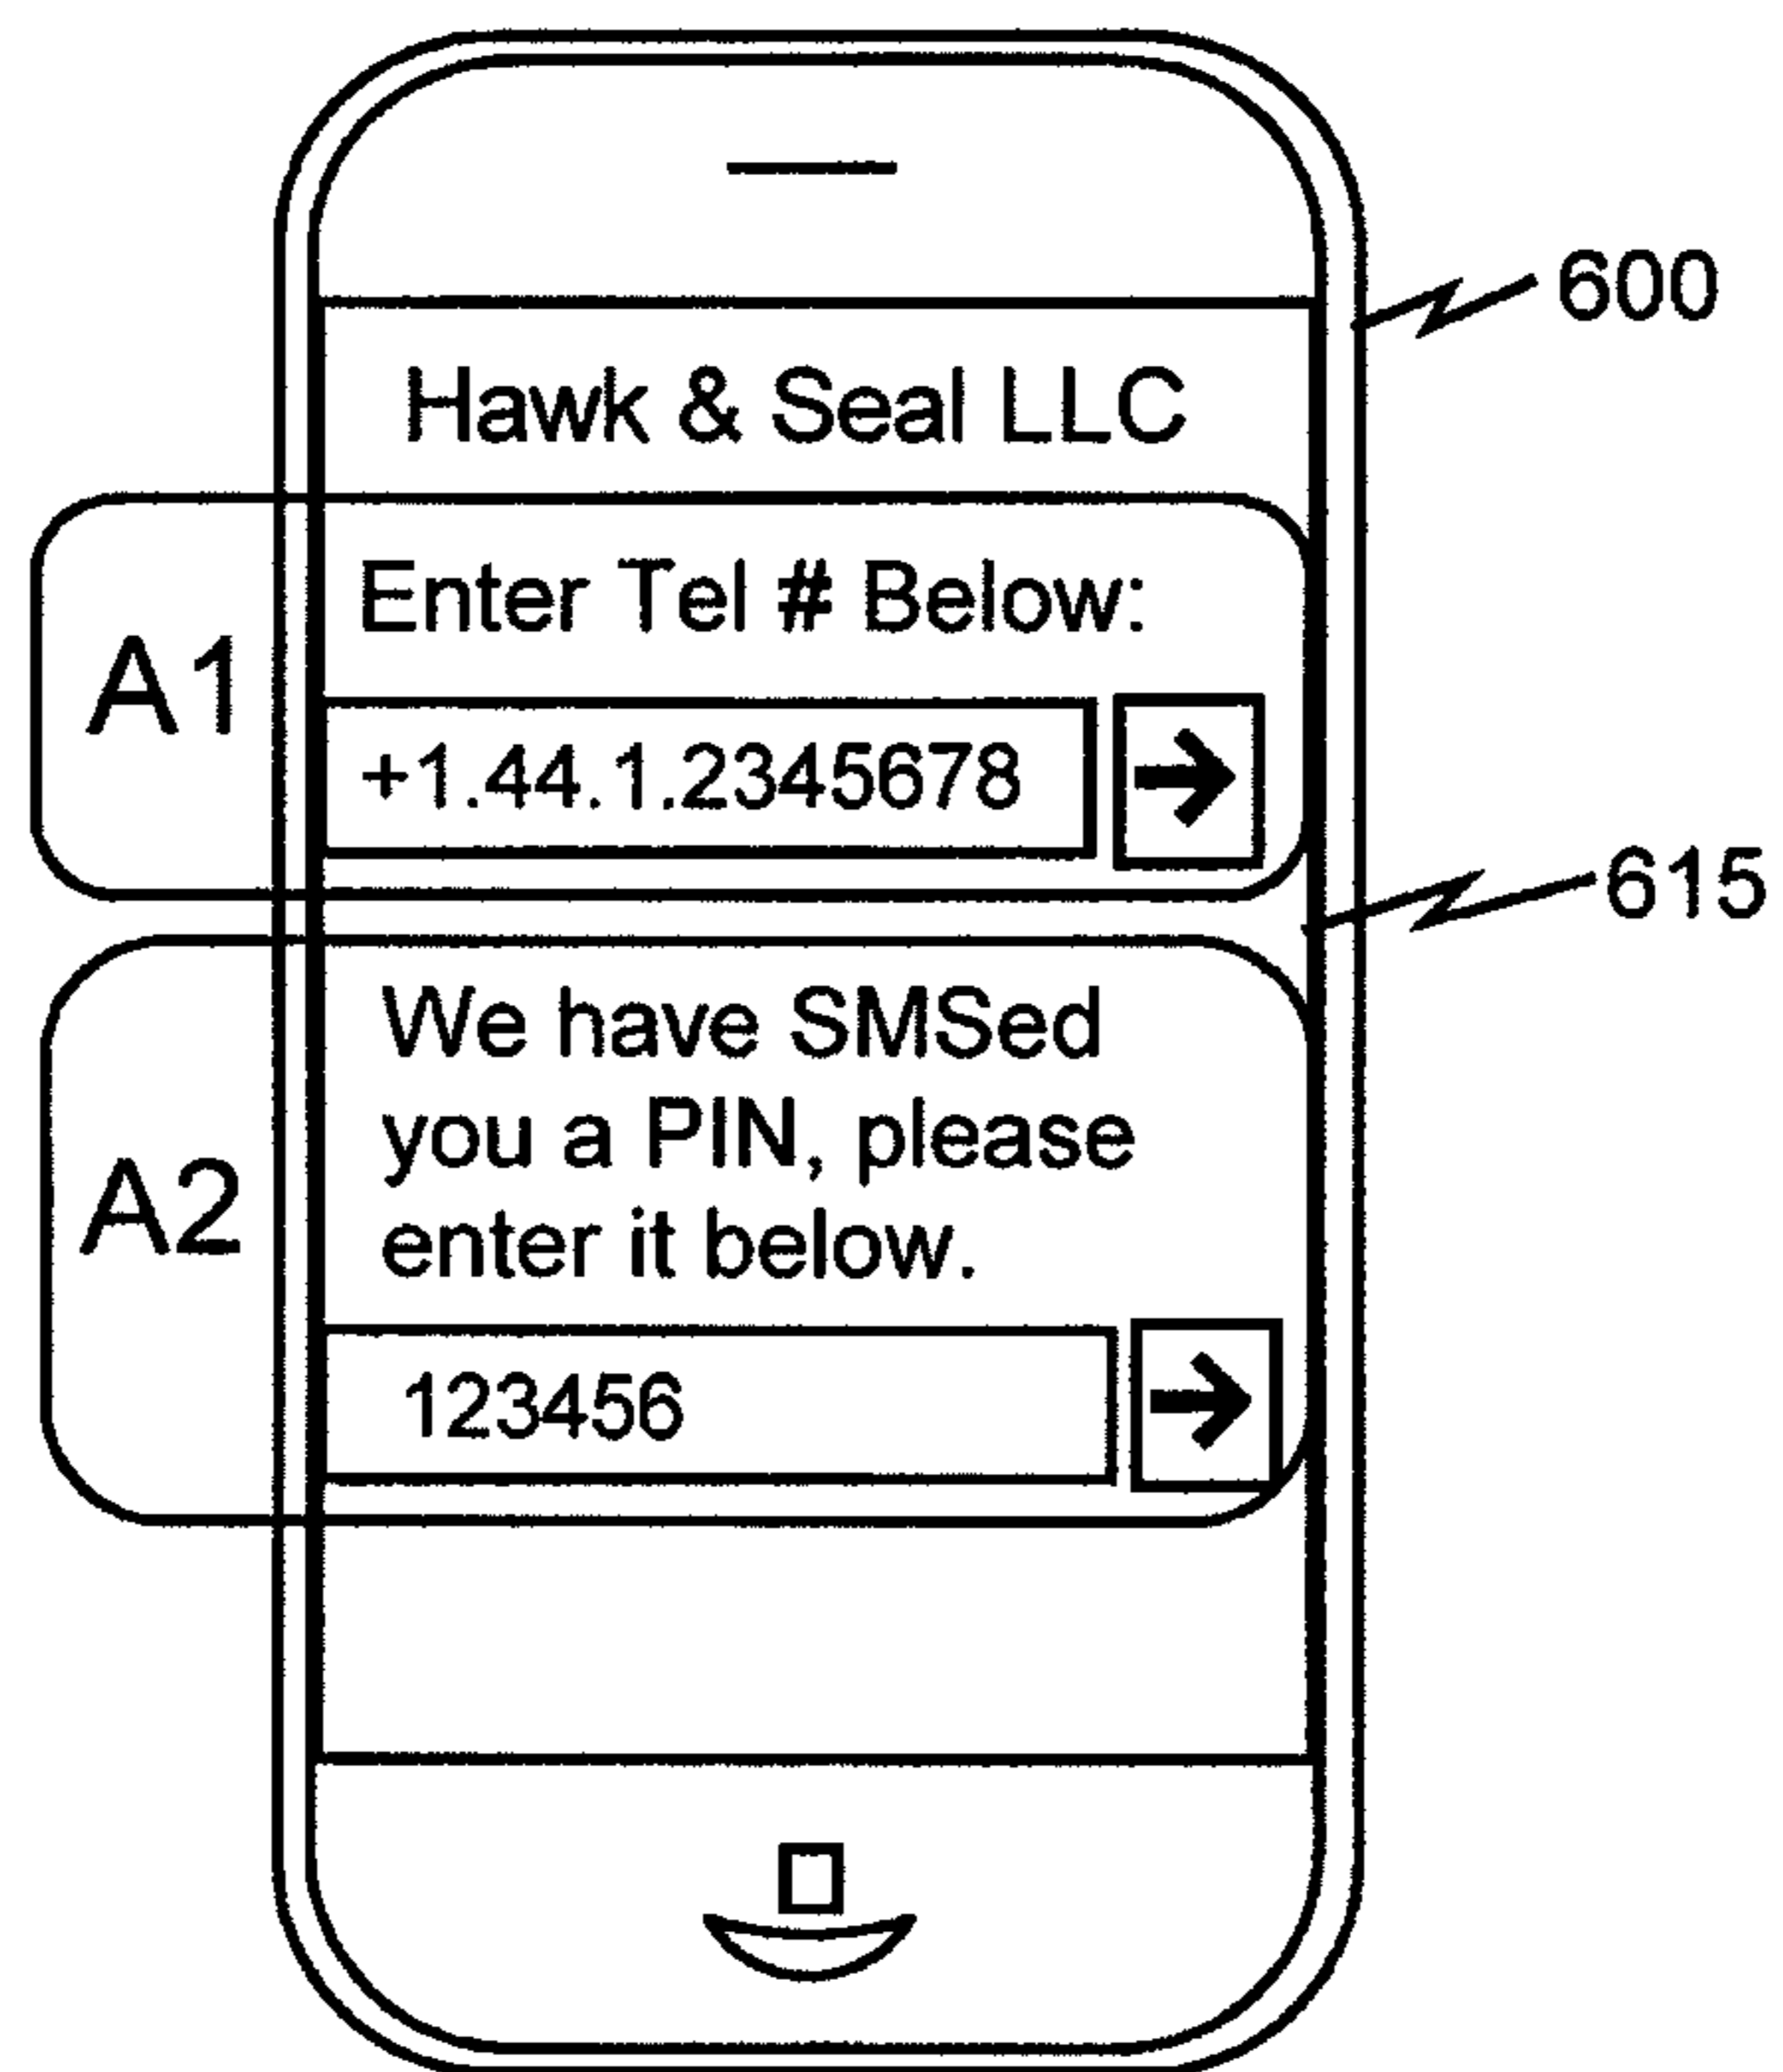 600
Hawk & Seal LLC
A1
Enter Tel # Below:
+1.44.1.2345678
615
A2
We have SMSed
you a PIN, please
enter it below.
123456